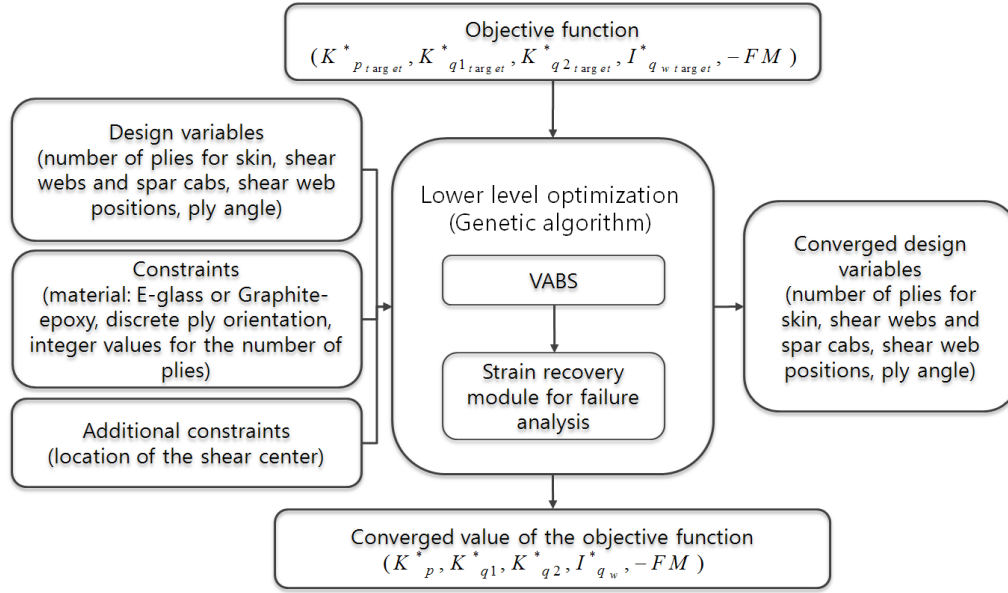 Objective function
( K*p target , K*q1 target , K*q2 target , I*q w target , − FM )
Design variables
(number of plies for skin, shear
webs and spar cabs, shear web
positions, ply angle)
Constraints
(material: E-glass or Graphite-
epoxy, discrete ply orientation,
integer values for the number of
plies)
Additional constraints
(location of the shear center)
Lower level optimization
(Genetic algorithm)
VABS
Strain recovery
module for failure
analysis
Converged design
variables
(number of plies for
skin, shear webs and
spar cabs, shear web
positions, ply angle)
Converged value of the objective function
( K*p , K*q1 , K*q2 , I*q w , − FM )